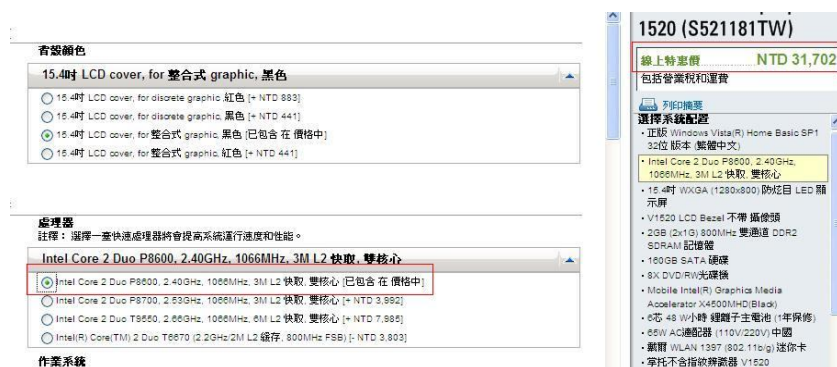 背殼顏色
15.4吋 LCD cover, for 整合式 graphic, 黑色
15.4吋 LCD cover, for discrete graphic,紅色 [+ NTD 883]
15.4吋 LCD cover, for discrete graphic, 黑色 [+ NTD 441]
15.4吋 LCD cover, for 整合式 graphic, 黑色 [已包含 在 價格中]
15.4吋 LCD cover, for 整合式 graphic, 紅色 [+ NTD 441]
處理器
註釋： 選擇一臺快速處理器將會提高系統運行速度和性能。
Intel Core 2 Duo P8600, 2.40GHz, 1066MHz, 3M L2 快取, 雙核心
Intel Core 2 Duo P8600, 2.40GHz, 1066MHz, 3M L2 快取, 雙核心 [已包含 在 價格中]
Intel Core 2 Duo P8700, 2.53GHz, 1066MHz, 3M L2 快取, 雙核心 [+ NTD 3,992]
Intel Core 2 Duo T9550, 2.66GHz, 1066MHz, 6M L2 快取, 雙核心 [+ NTD 7,985]
Intel(R) Core(TM) 2 Duo T6670 (2.2GHz/2M L2 緩存, 800MHz FSB) [- NTD 3,803]
作業系統
1520 (S521181TW)
線上特惠價 NTD 31,702
包括營業稅和運費
列印摘要
選擇系統配置
・正版 Windows Vista(R) Home Basic SP1
32位 版本 (繁體中文)
・Intel Core 2 Duo P8600, 2.40GHz,
1066MHz, 3M L2 快取, 雙核心
・15.4吋 WXGA (1280x800) 防炫目 LED 顯
示屏
・V1520 LCD Bezel 不帶 攝像頭
・2GB (2x1G) 800MHz 雙通道 DDR2
SDRAM 記憶體
・160GB SATA 硬碟
・8X DVD/RW光碟機
・Mobile Intel(R) Graphics Media
Accelerator X4500MHD(Black)
・6芯 48 W小時 鋰離子主電池 (1年保修)
・65W AC適配器 (110V/220V) 中國
・戴爾 WLAN 1397 (802.11b/g) 迷你卡
・掌托不含指紋辨識器 V1520